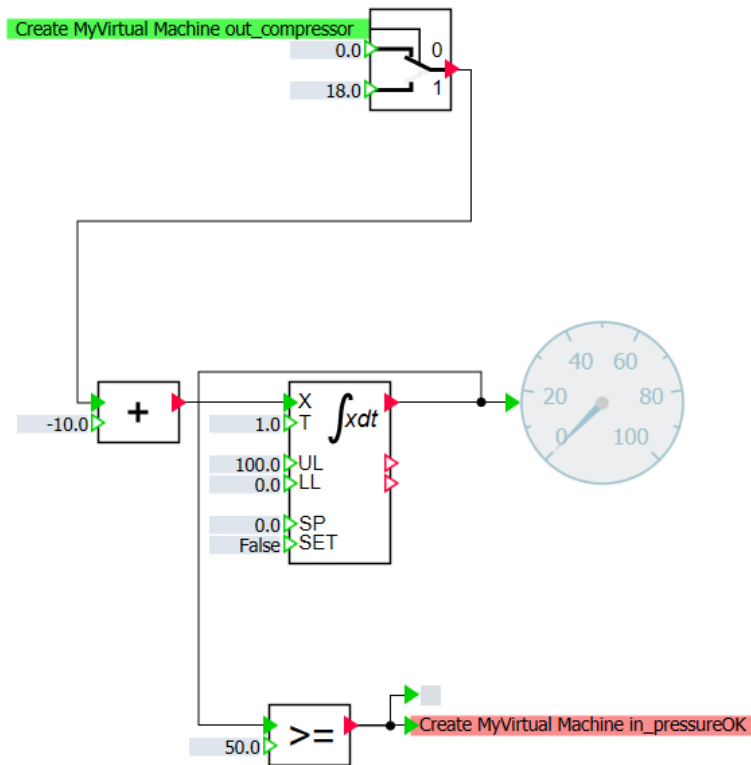 Create MyVirtual Machine out_compressor
0.0
0
18.0
1
+
-10.0
X
∫xdt
1.0
T
100.0
UL
0.0
LL
0.0
SP
False
SET
0
20
40
60
80
100
>=
50.0
Create MyVirtual Machine in_pressureOK